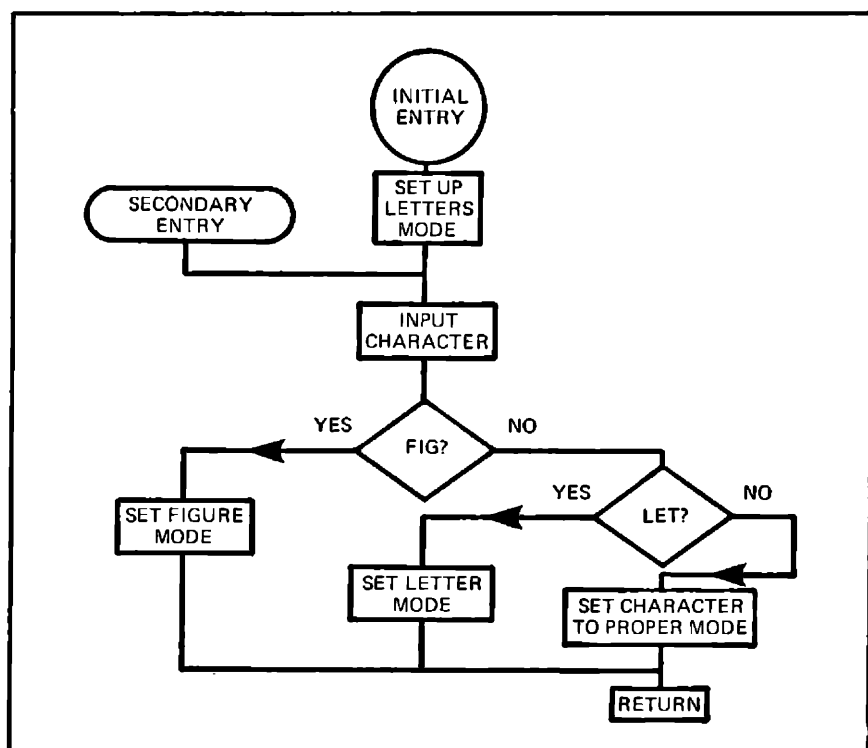 INITIAL
ENTRY
SET UP
LETTERS
MODE
SECONDARY
ENTRY
INPUT
CHARACTER
YES
FIG?
NO
YES
LET?
NO
SET FIGURE
MODE
SET LETTER
MODE
SET CHARACTER
TO PROPER MODE
RETURN